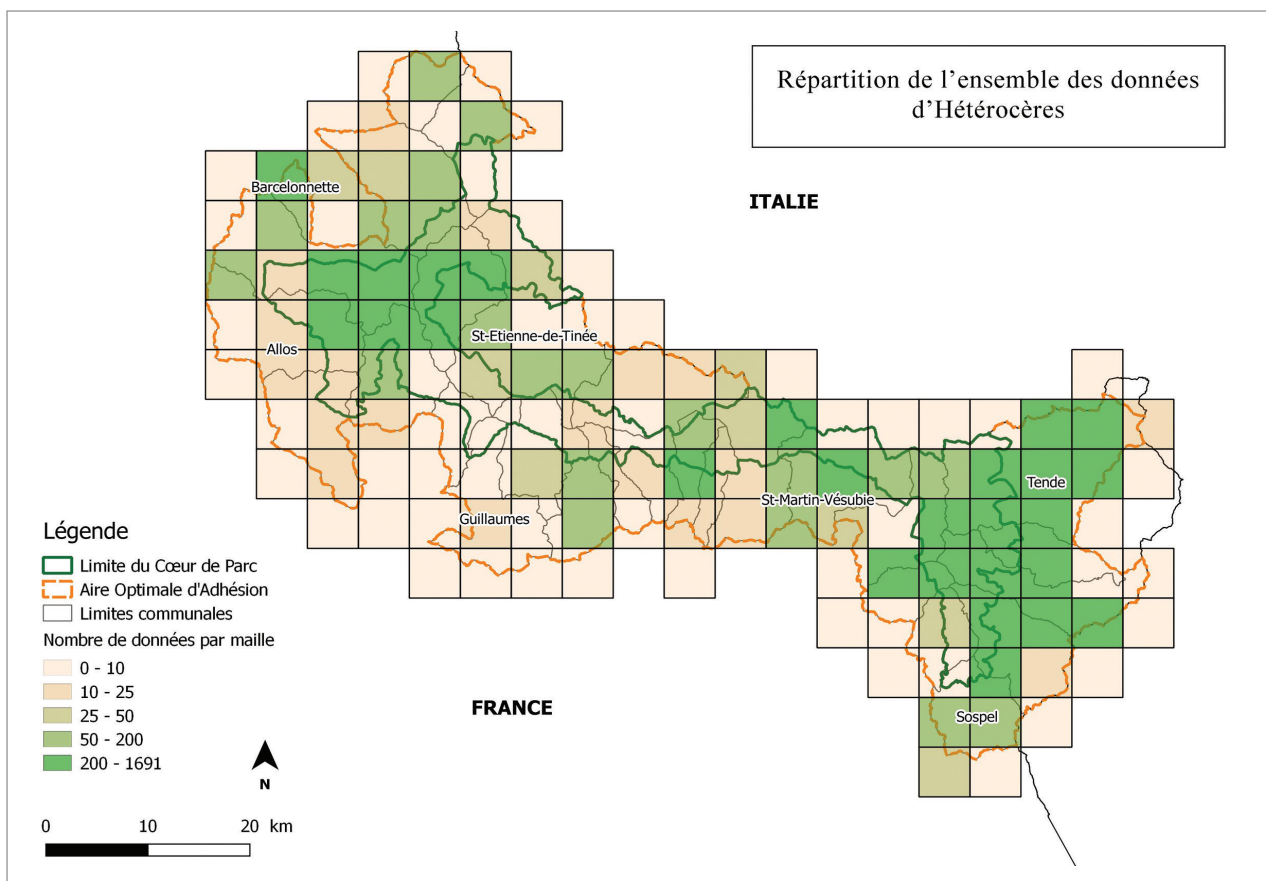 Répartition de l'ensemble des données
d'Hétérocères
ITALIE
Barcelonnette
St-Etienne-de-Tinée
Allos
Tende
St-Martin-Vésubie
Guillaumes
Sospel
FRANCE
Légende
Limite du Cœur de Parc
Aire Optimale d'Adhésion
Limites communales
Nombre de données par maille
0 - 10
10 - 25
25 - 50
50 - 200
200 - 1691
N
0 10 20 km